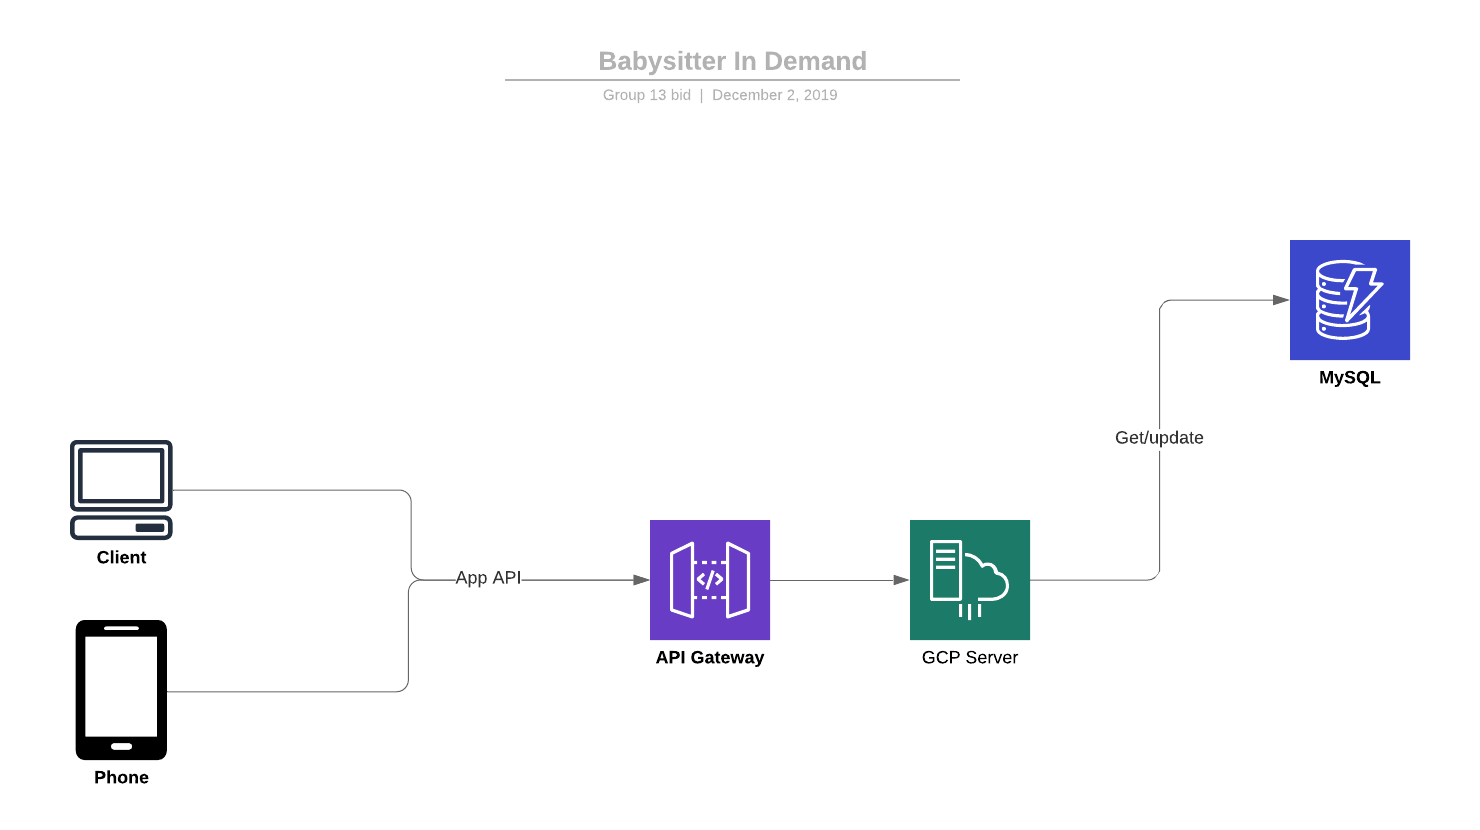 Babysitter In Demand
Group 13 bid | December 2, 2019
MySQL
Get/update
Client
App API
API Gateway
GCP Server
Phone